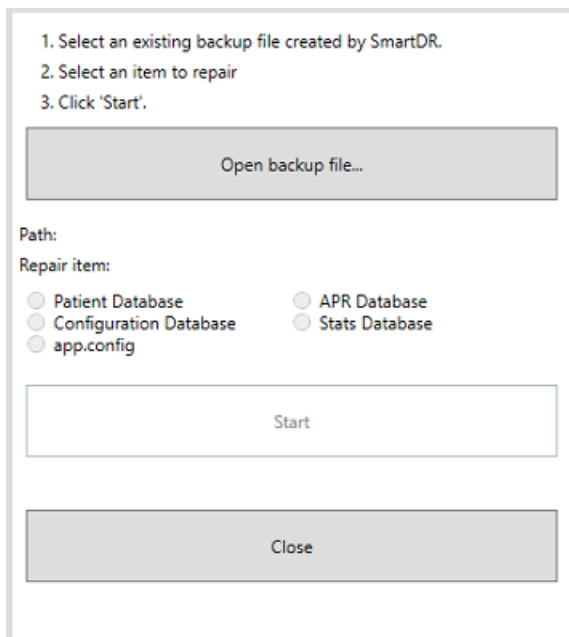 1. Select an existing backup file created by SmartDR.
2. Select an item to repair
3. Click 'Start'.
Open backup file...
Path:
Repair item:
Patient Database
APR Database
Configuration Database
Stats Database
app.config
Start
Close